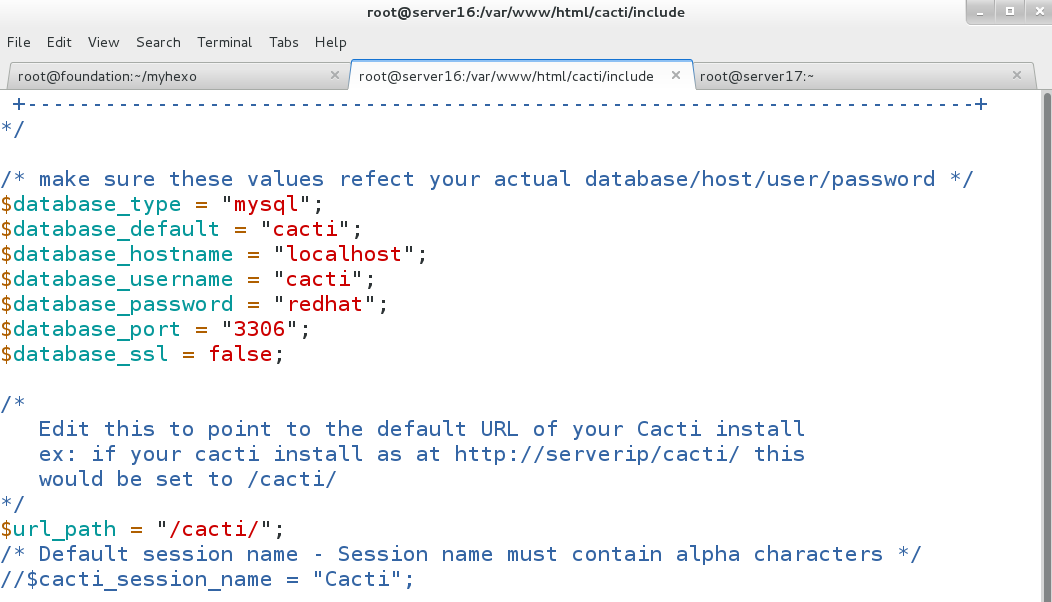 root@server16:/var/www/html/cacti/include
File Edit View Search Terminal Tabs Help
root@foundation:~/myhexo × root@server16:/var/www/html/cacti/include × root@server17:~ ×
+-------------------------------------------------------------------------+
*/
/* make sure these values refect your actual database/host/user/password */
$database_type = "mysql";
$database_default = "cacti";
$database_hostname = "localhost";
$database_username = "cacti";
$database_password = "redhat";
$database_port = "3306";
$database_ssl = false;
/*
Edit this to point to the default URL of your Cacti install
ex: if your cacti install as at http://serverip/cacti/ this
would be set to /cacti/
*/
$url_path = "/cacti/";
/* Default session name - Session name must contain alpha characters */
//$cacti_session_name = "Cacti";